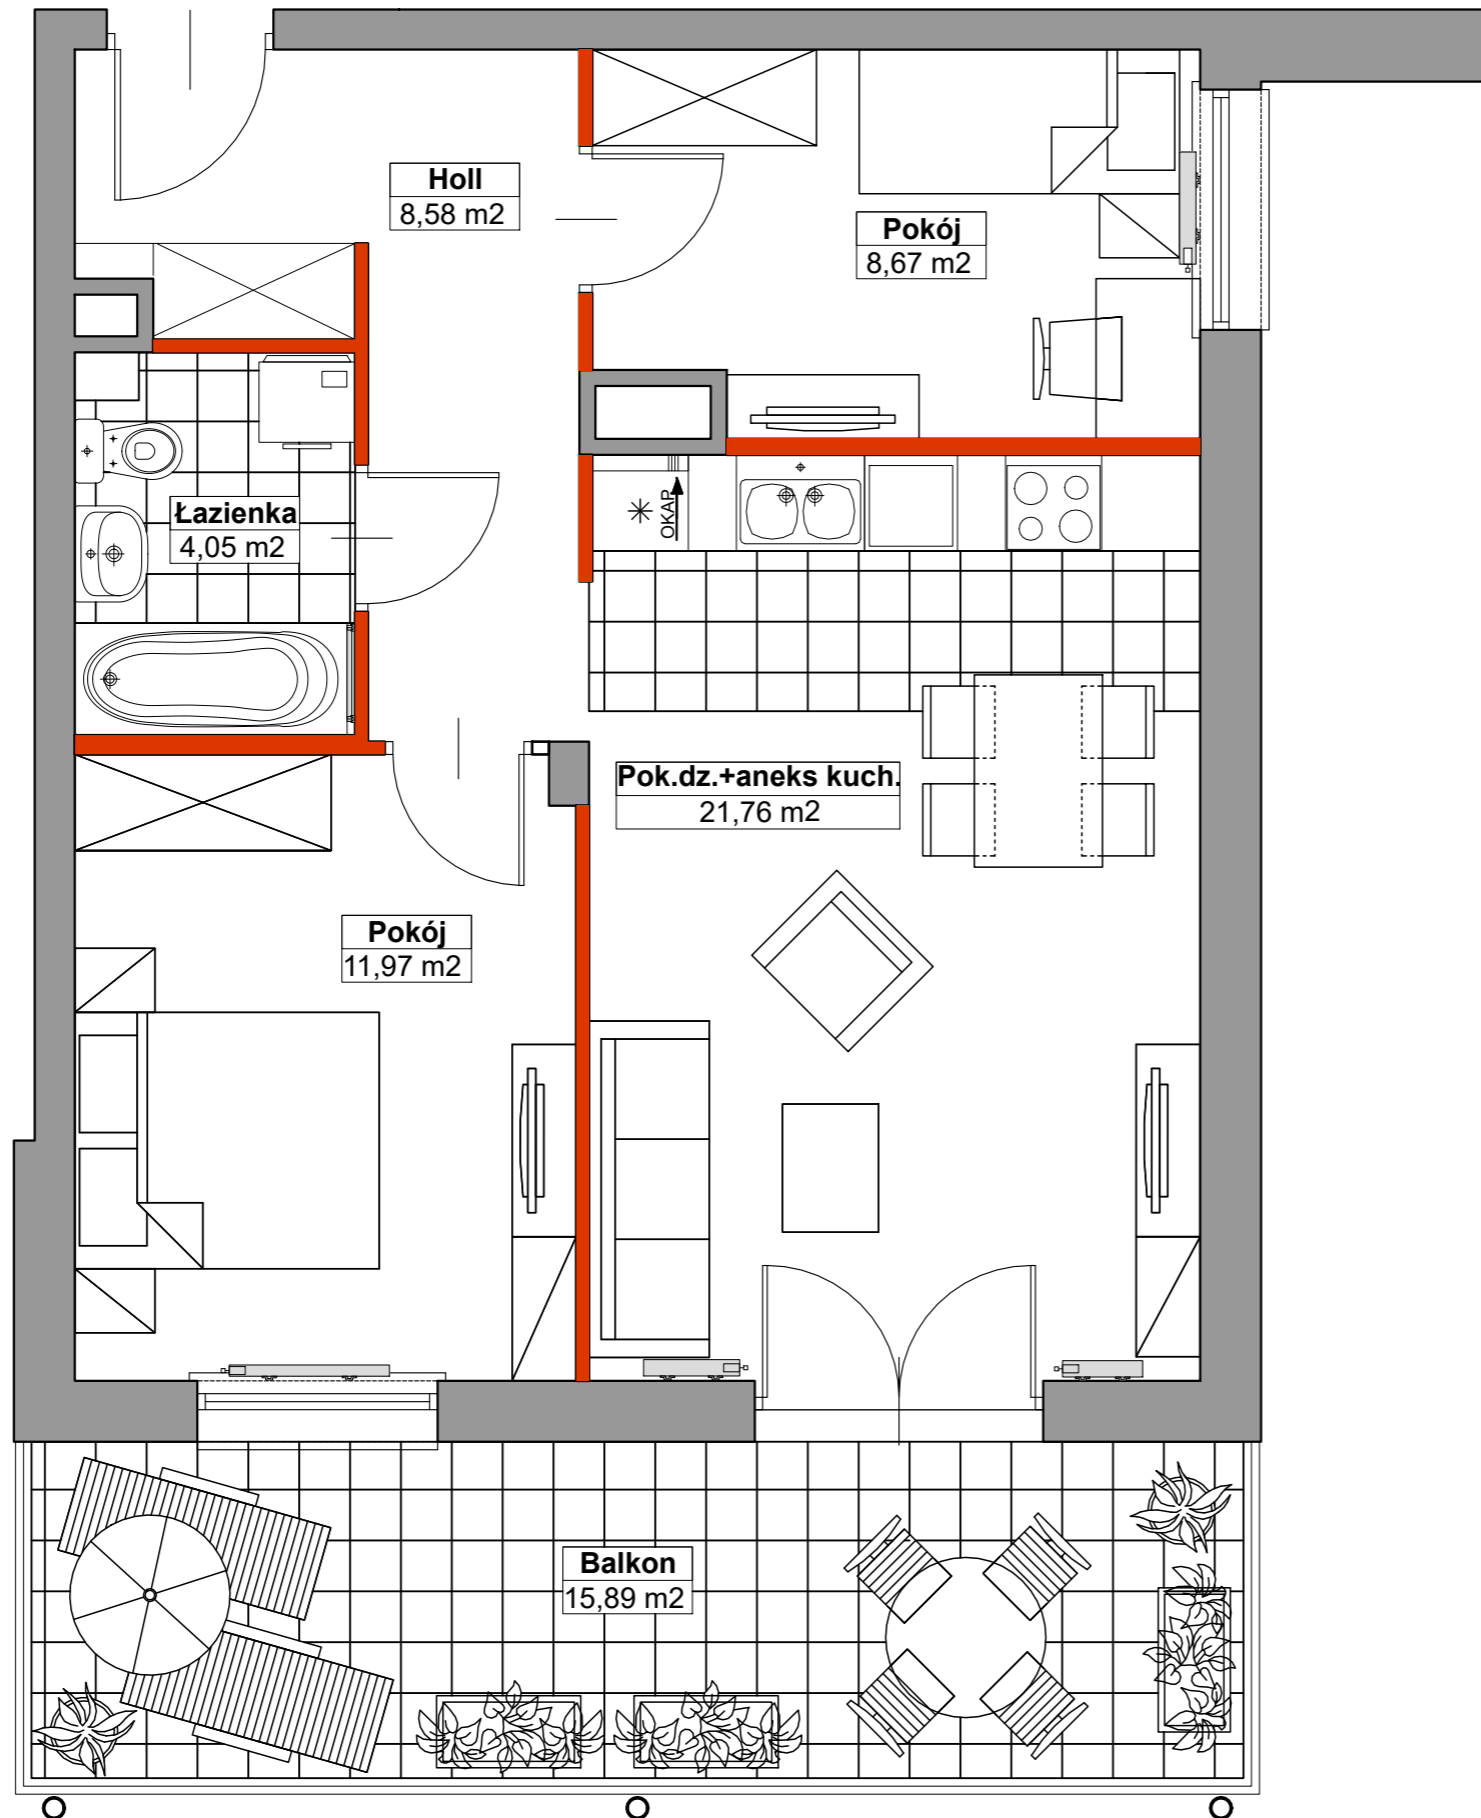 Holl
8,58 m2
Pokój
8,67 m2
OKAP
Łazienka
4,05 m2
Pok.dz.+aneks kuch.
21,76 m2
Pokój
11,97 m2
Balkon
15,89 m2